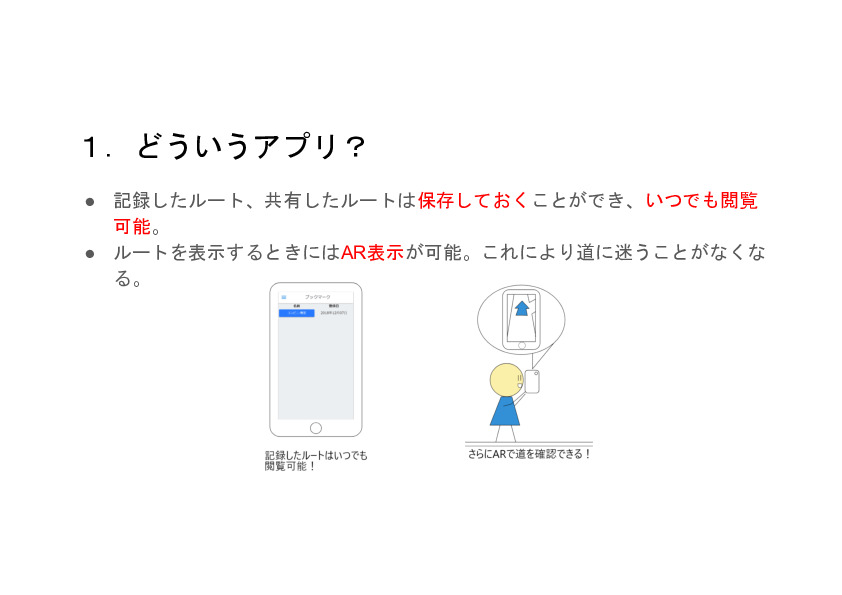 １．どういうアプリ？
● 記録したルート、共有したルートは保存しておくことができ、いつでも閲覧
可能。
● ルートを表示するときにはAR表示が可能。これにより道に迷うことがなくな
る。
ブックマーク
名前 登録日
記録したルートはいつでも
閲覧可能！
さらにARで道を確認できる！